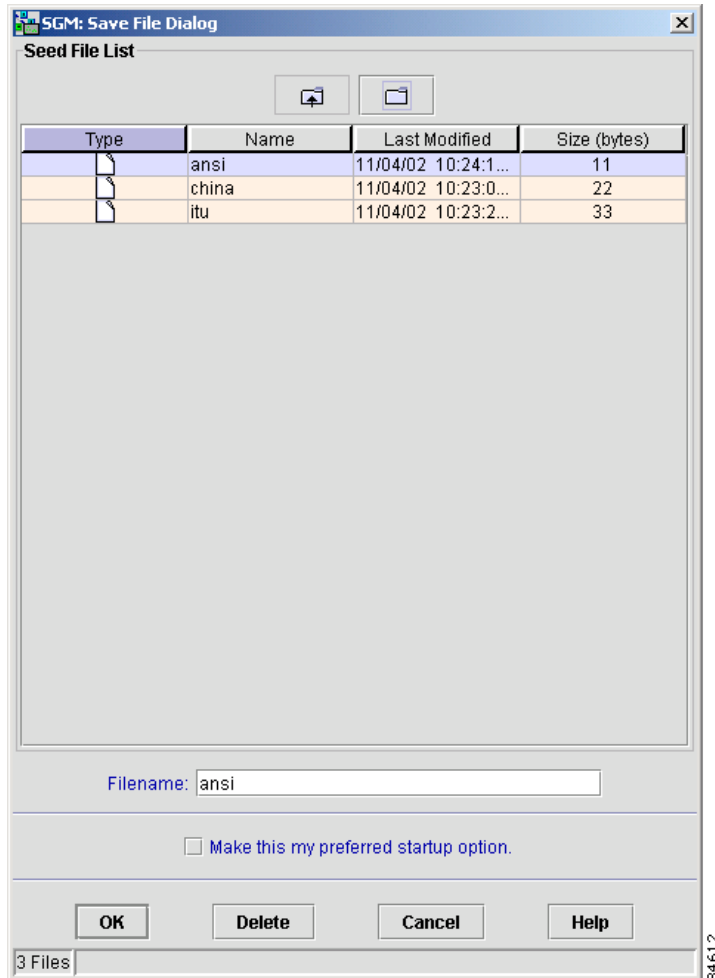 SGM: Save File Dialog
Seed File List
Type Name Last Modified Size (bytes)
ansi 11/04/02 10:24:1... 11
china 11/04/02 10:23:0... 22
itu 11/04/02 10:23:2... 33
Filename: ansi
Make this my preferred startup option.
OK Delete Cancel Help
3 Files
84612